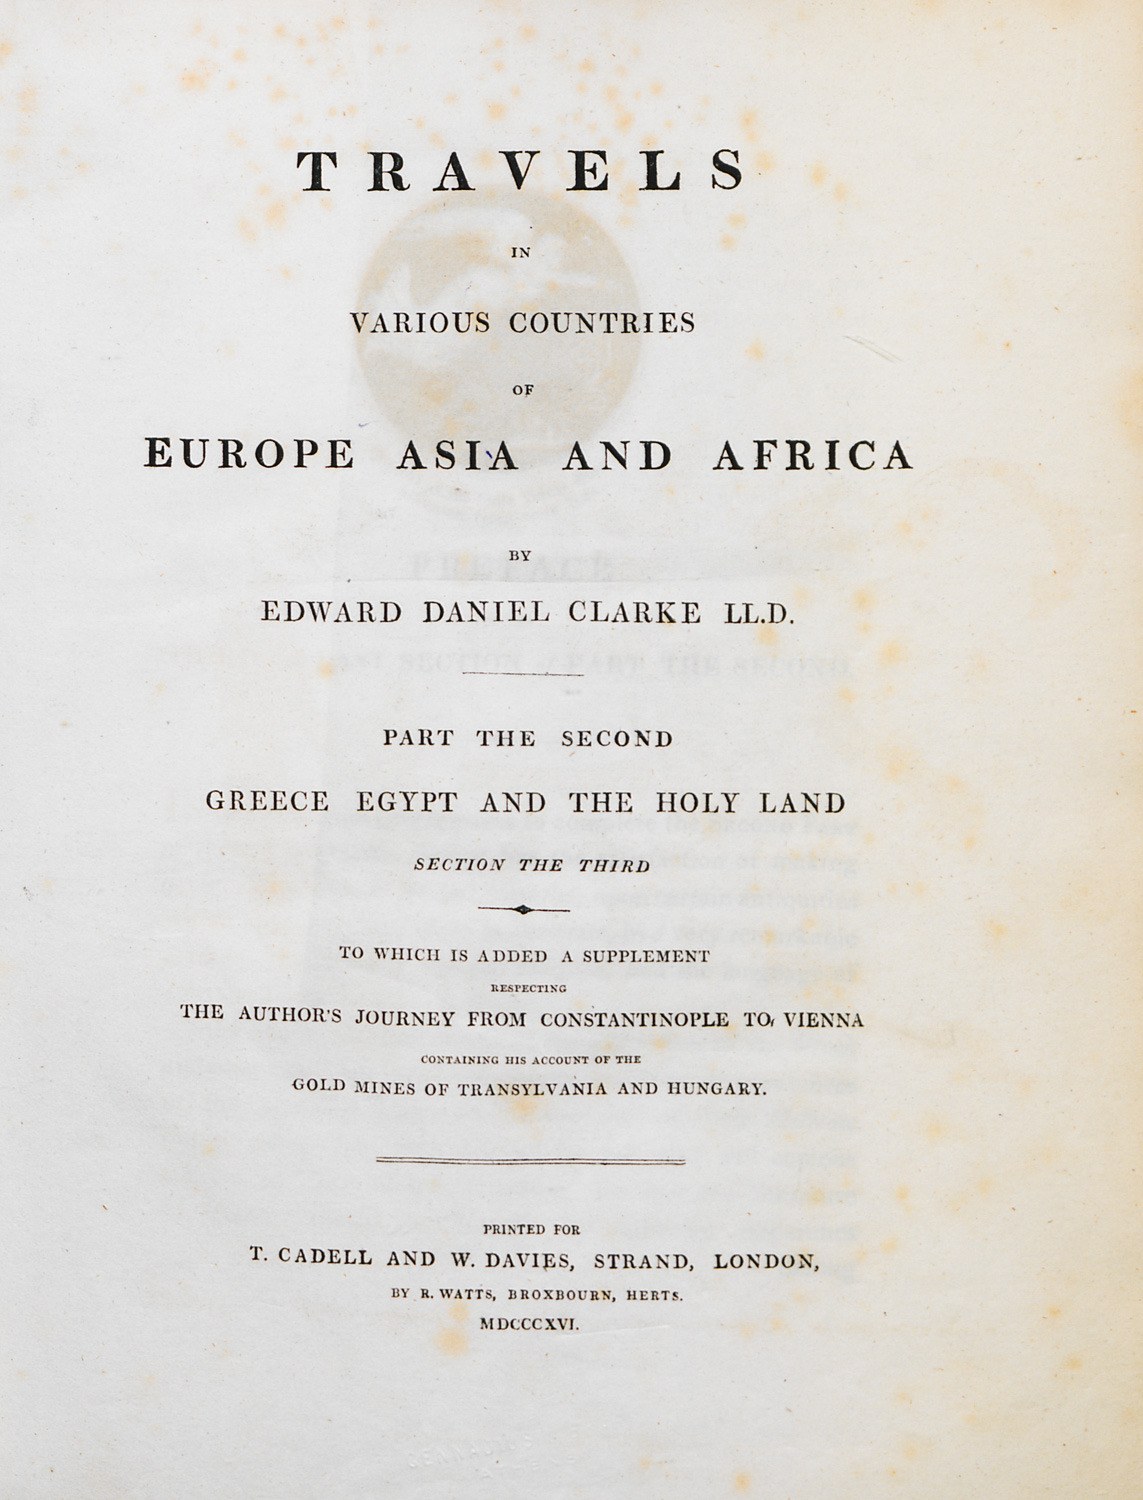 TRAVELS
IN
VARIOUS COUNTRIES
OF
EUROPE ASIA AND AFRICA
BY
EDWARD DANIEL CLARKE LL.D.
PART THE SECOND
GREECE EGYPT AND THE HOLY LAND
SECTION THE THIRD
TO WHICH IS ADDED A SUPPLEMENT
RESPECTING
THE AUTHOR'S JOURNEY FROM CONSTANTINOPLE TO VIENNA
CONTAINING HIS ACCOUNT OF THE
GOLD MINES OF TRANSYLVANIA AND HUNGARY.
PRINTED FOR
T. CADELL AND W. DAVIES, STRAND, LONDON,
BY R. WATTS, BROXBOURN, HERTS.
MDCCCXVI.